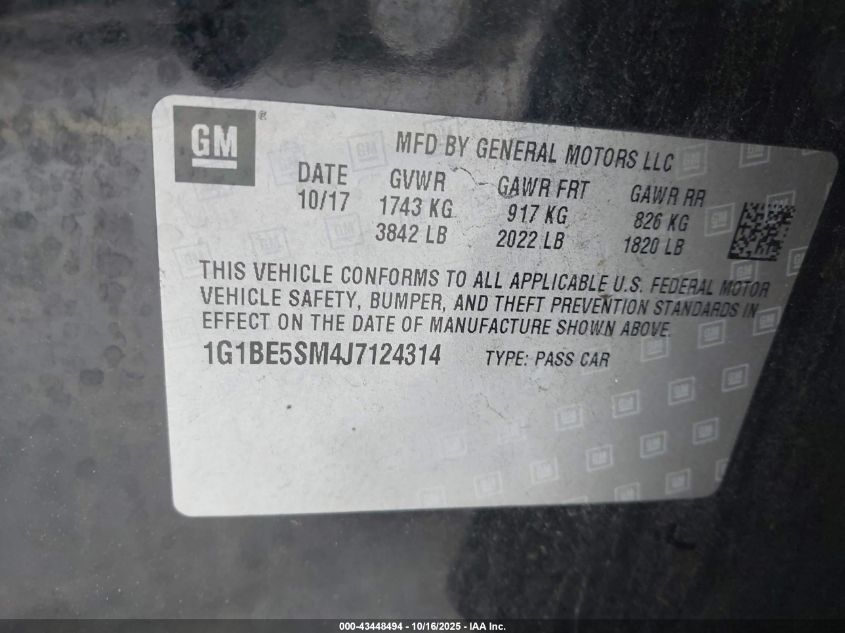 GM ®
MFD BY GENERAL MOTORS LLC
DATE GVWR GAWR FRT GAWR RR
10/17 1743 KG 917 KG 826 KG
3842 LB 2022 LB 1820 LB
THIS VEHICLE CONFORMS TO ALL APPLICABLE U.S. FEDERAL MOTOR
VEHICLE SAFETY, BUMPER, AND THEFT PREVENTION STANDARDS IN
EFFECT ON THE DATE OF MANUFACTURE SHOWN ABOVE.
1G1BE5SM4J7124314 TYPE: PASS CAR
000-43448494 - 10/16/2025 - IAA Inc.